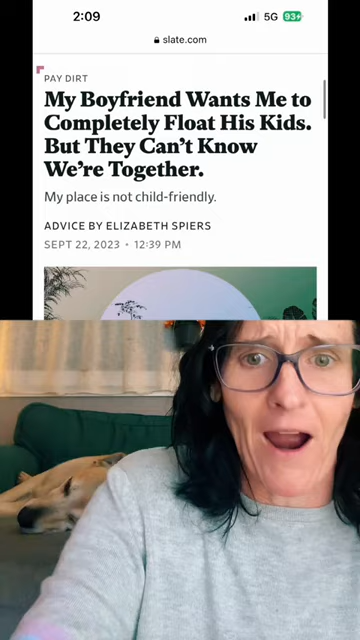 2:09
5G 93+
slate.com
PAY DIRT
My Boyfriend Wants Me to
Completely Float His Kids.
But They Can't Know
We're Together.
My place is not child-friendly.
ADVICE BY ELIZABETH SPIERS
SEPT 22, 2023 • 12:39 PM